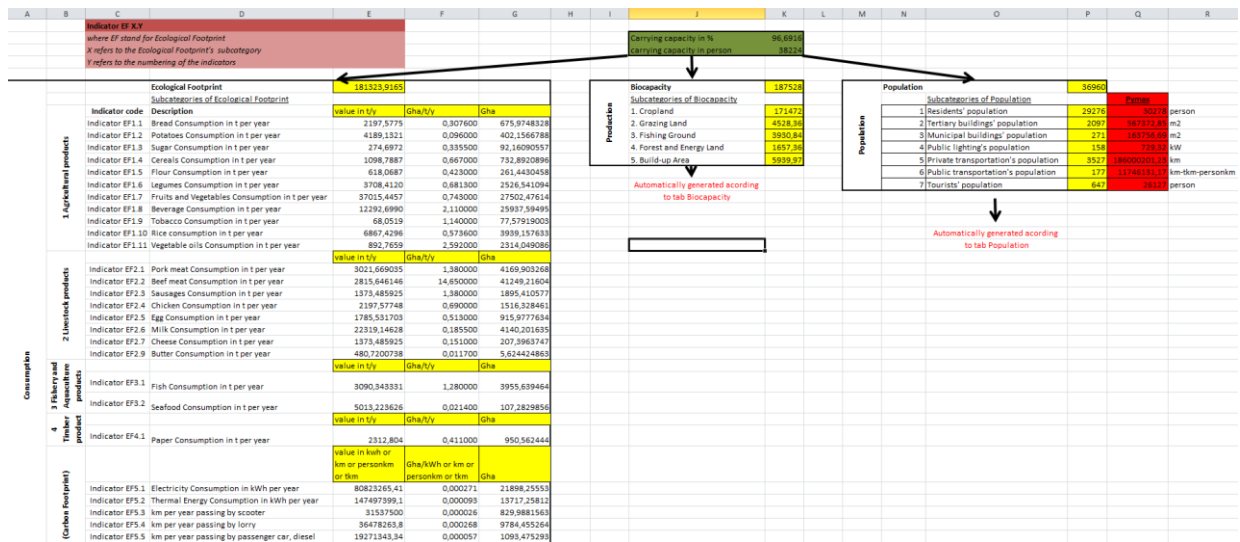 A B C D E F G H I J K L M N O P Q R
Indicator EF X.Y
where EF stand for Ecological Footprint
X refers to the Ecological Footprint's subcategory
Y refers to the numbering of the indicators
Carrying capacity in % 96,6916
carrying capacity in person 38224
Ecological Footprint 181323,9165
Subcategories of Ecological Footprint
Indicator code Description value in t/y Gha/t/y Gha
1 Agricultural products
Indicator EF1.1 Bread Consumption in t per year 2197,5775 0,307600 675,9748328
Indicator EF1.2 Potatoes Consumption in t per year 4189,1321 0,096000 402,1566788
Indicator EF1.3 Sugar Consumption in t per year 274,6972 0,335500 92,16090557
Indicator EF1.4 Cereals Consumption in t per year 1098,7887 0,667000 732,8920896
Indicator EF1.5 Flour Consumption in t per year 618,0687 0,423000 261,4430458
Indicator EF1.6 Legumes Consumption in t per year 3708,4120 0,681300 2526,541094
Indicator EF1.7 Fruits and Vegetables Consumption in t per year 37015,4457 0,743000 27502,47614
Indicator EF1.8 Beverage Consumption in t per year 12292,6990 2,110000 25937,59495
Indicator EF1.9 Tobacco Consumption in t per year 68,0519 1,140000 77,57919003
Indicator EF1.10 Rice consumption in t per year 6867,4296 0,573600 3939,157633
Indicator EF1.11 Vegetable oils Consumption in t per year 892,7659 2,592000 2314,049086
value in t/y Gha/t/y Gha
2 Livestock products
Indicator EF2.1 Pork meat Consumption in t per year 3021,669035 1,380000 4169,903268
Indicator EF2.2 Beef meat Consumption in t per year 2815,646146 14,650000 41249,21604
Indicator EF2.3 Sausages Consumption in t per year 1373,485925 1,380000 1895,410577
Indicator EF2.4 Chicken Consumption in t per year 2197,57748 0,690000 1516,328461
Indicator EF2.5 Egg Consumption in t per year 1785,531703 0,513000 915,9777634
Indicator EF2.6 Milk Consumption in t per year 22319,14628 0,185500 4140,201635
Indicator EF2.7 Cheese Consumption in t per year 1373,485925 0,151000 207,3963747
Indicator EF2.9 Butter Consumption in t per year 480,7200738 0,011700 5,624424863
Consumption
value in t/y Gha/t/y Gha
3 Fishery and Aquaculture products
Indicator EF3.1 Fish Consumption in t per year 3090,343331 1,280000 3955,639464
Indicator EF3.2 Seafood Consumption in t per year 5013,223626 0,021400 107,2829856
value in t/y Gha/t/y Gha
4 Timber product
Indicator EF4.1 Paper Consumption in t per year 2312,804 0,411000 950,562444
value in kwh or km or personkm or tkm Gha/kWh or km or personkm or tkm Gha
(Carbon Footprint)
Indicator EF5.1 Electricity Consumption in kWh per year 80823265,41 0,000271 21898,25553
Indicator EF5.2 Thermal Energy Consumption in kWh per year 147497399,1 0,000093 13717,25812
Indicator EF5.3 km per year passing by scooter 31537500 0,000026 829,9881563
Indicator EF5.4 km per year passing by lorry 36478263,8 0,000268 9784,455264
Indicator EF5.5 km per year passing by passenger car, diesel 19271343,34 0,000057 1093,475293
Production
Biocapacity 187528
Subcategories of Biocapacity
1. Cropland 171472
2. Grazing Land 4528,36
3. Fishing Ground 3930,84
4. Forest and Energy Land 1657,36
5. Build-up Area 5939,97
Automatically generated acording
to tab Biocapacity
Population 36960
Population
Subcategories of Population Pemax
1 Residents' population 29276 30278 person
2 Tertiary buildings' population 2097 m2
3 Municipal buildings' population 271 m2
4 Public lighting's population 158 kW
5 Private transportation's population 3527 km
6 Public transportation's population 177 km-tkm-personkm
7 Tourists' population 647 person
Automatically generated acording
to tab Population